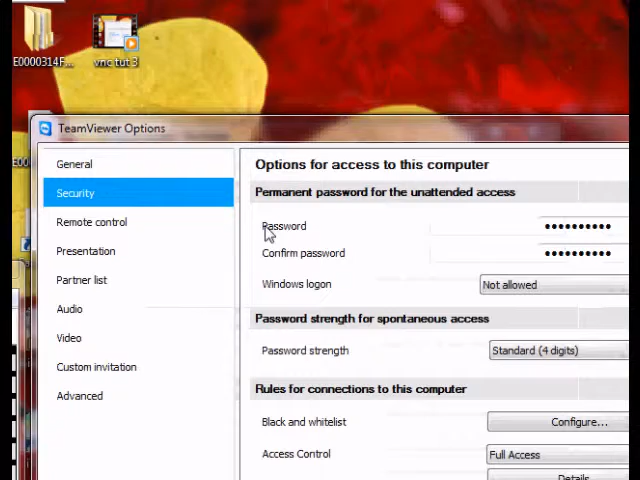 E0000314F...
vnc tut 3
TeamViewer Options
General
Security
Remote control
Presentation
Partner list
Audio
Video
Custom invitation
Advanced
Options for access to this computer
Permanent password for the unattended access
Password
••••••••••
Confirm password
••••••••••
Windows logon
Not allowed
Password strength for spontaneous access
Password strength
Standard (4 digits)
Rules for connections to this computer
Black and whitelist
Configure...
Access Control
Full Access
Details